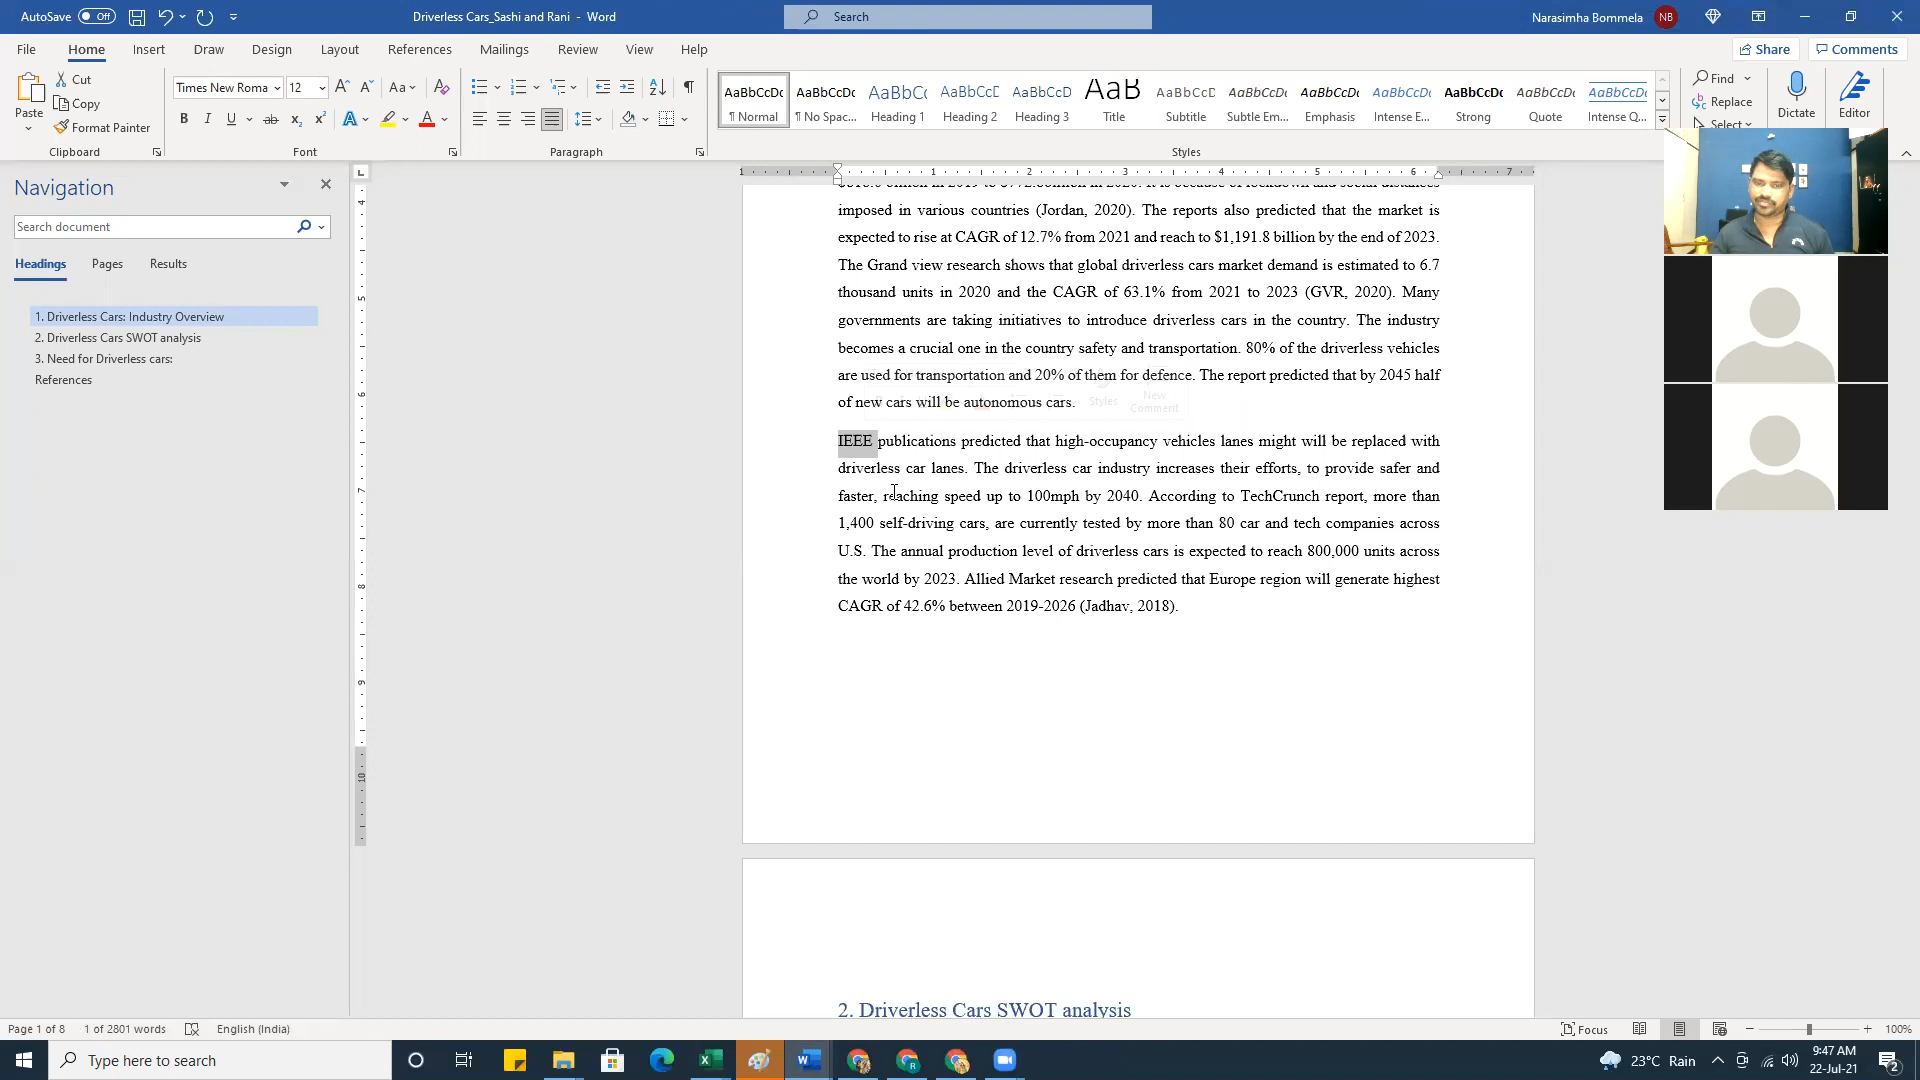 AutoSave Off
Driverless Cars_Sashi and Rani - Word
Search
Narasimha Bommela
NB
File Home Insert Draw Design Layout References Mailings Review View Help
Share
Comments
Paste
Cut
Copy
Format Painter
Clipboard
Times New Roma
12
Font
Paragraph
AaBbCcDc AaBbCcDc AaBbCc AaBbCcE AaBbCcD AaB AaBbCcD AaBbCcDc AaBbCcDc AaBbCcDc AaBbCcDc AaBbCcDc AaBbCcDc
¶ Normal ¶ No Spac... Heading 1 Heading 2 Heading 3 Title Subtitle Subtle Em... Emphasis Intense E... Strong Quote Intense Q...
Styles
Find
Replace
Select
Dictate
Editor
Navigation
Search document
Headings Pages Results
1. Driverless Cars: Industry Overview
2. Driverless Cars SWOT analysis
3. Need for Driverless cars:
References
imposed in various countries (Jordan, 2020). The reports also predicted that the market is
expected to rise at CAGR of 12.7% from 2021 and reach to $1,191.8 billion by the end of 2023.
The Grand view research shows that global driverless cars market demand is estimated to 6.7
thousand units in 2020 and the CAGR of 63.1% from 2021 to 2023 (GVR, 2020). Many
governments are taking initiatives to introduce driverless cars in the country. The industry
becomes a crucial one in the country safety and transportation. 80% of the driverless vehicles
are used for transportation and 20% of them for defence. The report predicted that by 2045 half
of new cars will be autonomous cars.
Styles
New
Comment
IEEE publications predicted that high-occupancy vehicles lanes might will be replaced with
driverless car lanes. The driverless car industry increases their efforts, to provide safer and
faster, reaching speed up to 100mph by 2040. According to TechCrunch report, more than
1,400 self-driving cars, are currently tested by more than 80 car and tech companies across
U.S. The annual production level of driverless cars is expected to reach 800,000 units across
the world by 2023. Allied Market research predicted that Europe region will generate highest
CAGR of 42.6% between 2019-2026 (Jadhav, 2018).
2. Driverless Cars SWOT analysis
Page 1 of 8 1 of 2801 words English (India)
Focus
100%
Type here to search
23°C Rain
9:47 AM
22-Jul-21
2